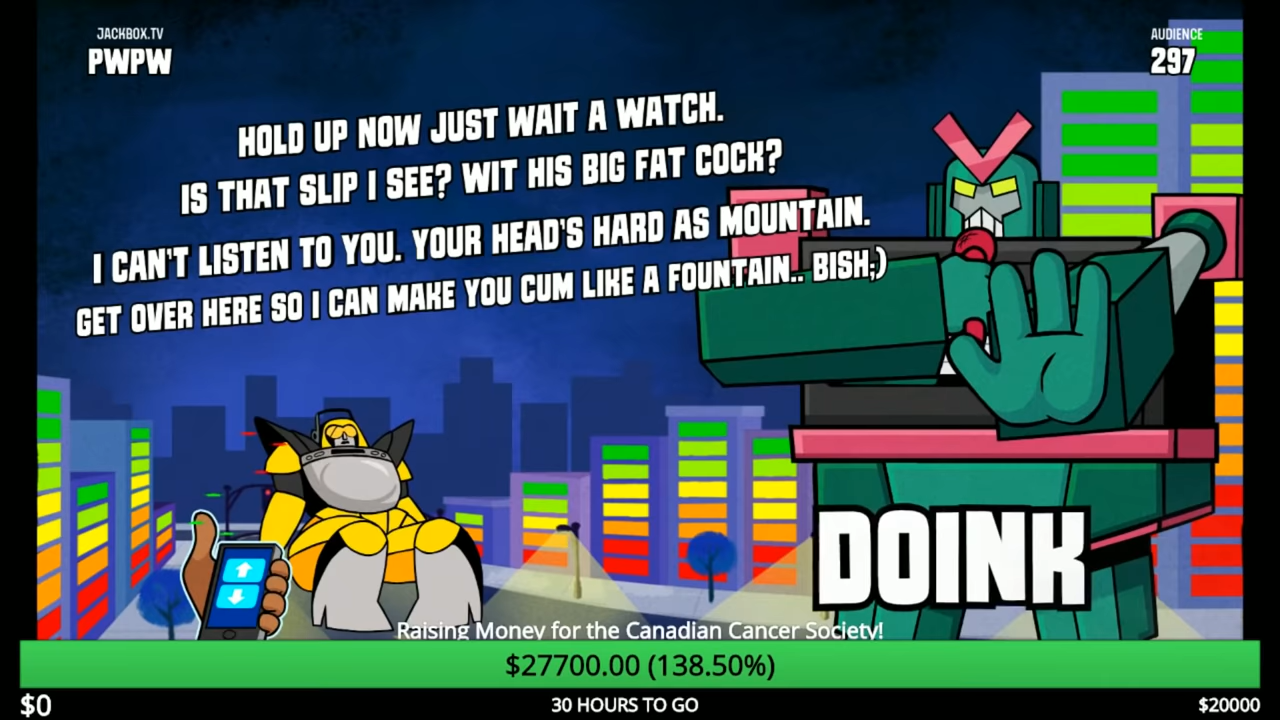 JACKBOX.TV
PWPW
AUDIENCE
297
HOLD UP NOW JUST WAIT A WATCH.
IS THAT SLIP I SEE? WIT HIS BIG FAT COCK?
I CAN'T LISTEN TO YOU. YOUR HEAD'S HARD AS MOUNTAIN.
GET OVER HERE SO I CAN MAKE YOU CUM LIKE A FOUNTAIN.. BISH;)
DOINK
Raising Money for the Canadian Cancer Society!
$27700.00 (138.50%)
$0
30 HOURS TO GO
$20000